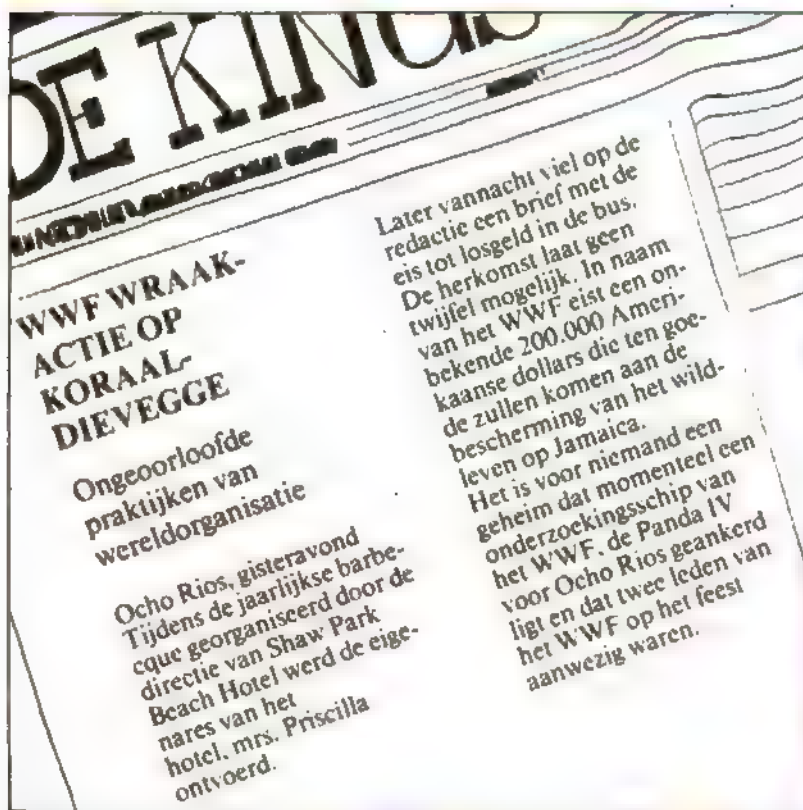 DE KINGS
WWF WRAAK-
ACTIE OP
KORAAL-
DIEVEGGE
Ongeoorloofde
praktijken van
wereldorganisatie
Ocho Rios, gisteravond
Tijdens de jaarlijkse barbe-
cque georganiseerd door de
directie van Shaw Park
Beach Hotel werd de eige-
nares van het
hotel, mrs. Priscilla
ontvoerd.
Later vannacht viel op de
redactie een brief met de
eis tot losgeld in de bus.
De herkomst laat geen
twijfel mogelijk. In naam
van het WWF eist een on-
bekende 200.000 Ameri-
kaanse dollars die ten goe-
de zullen komen aan de
bescherming van het wild-
leven op Jamaica.
Het is voor niemand een
geheim dat momenteel een
onderzoekingsschip van
het WWF, de Panda IV
voor Ocho Rios geankerd
ligt en dat twee leden van
het WWF op het feest
aanwezig waren.